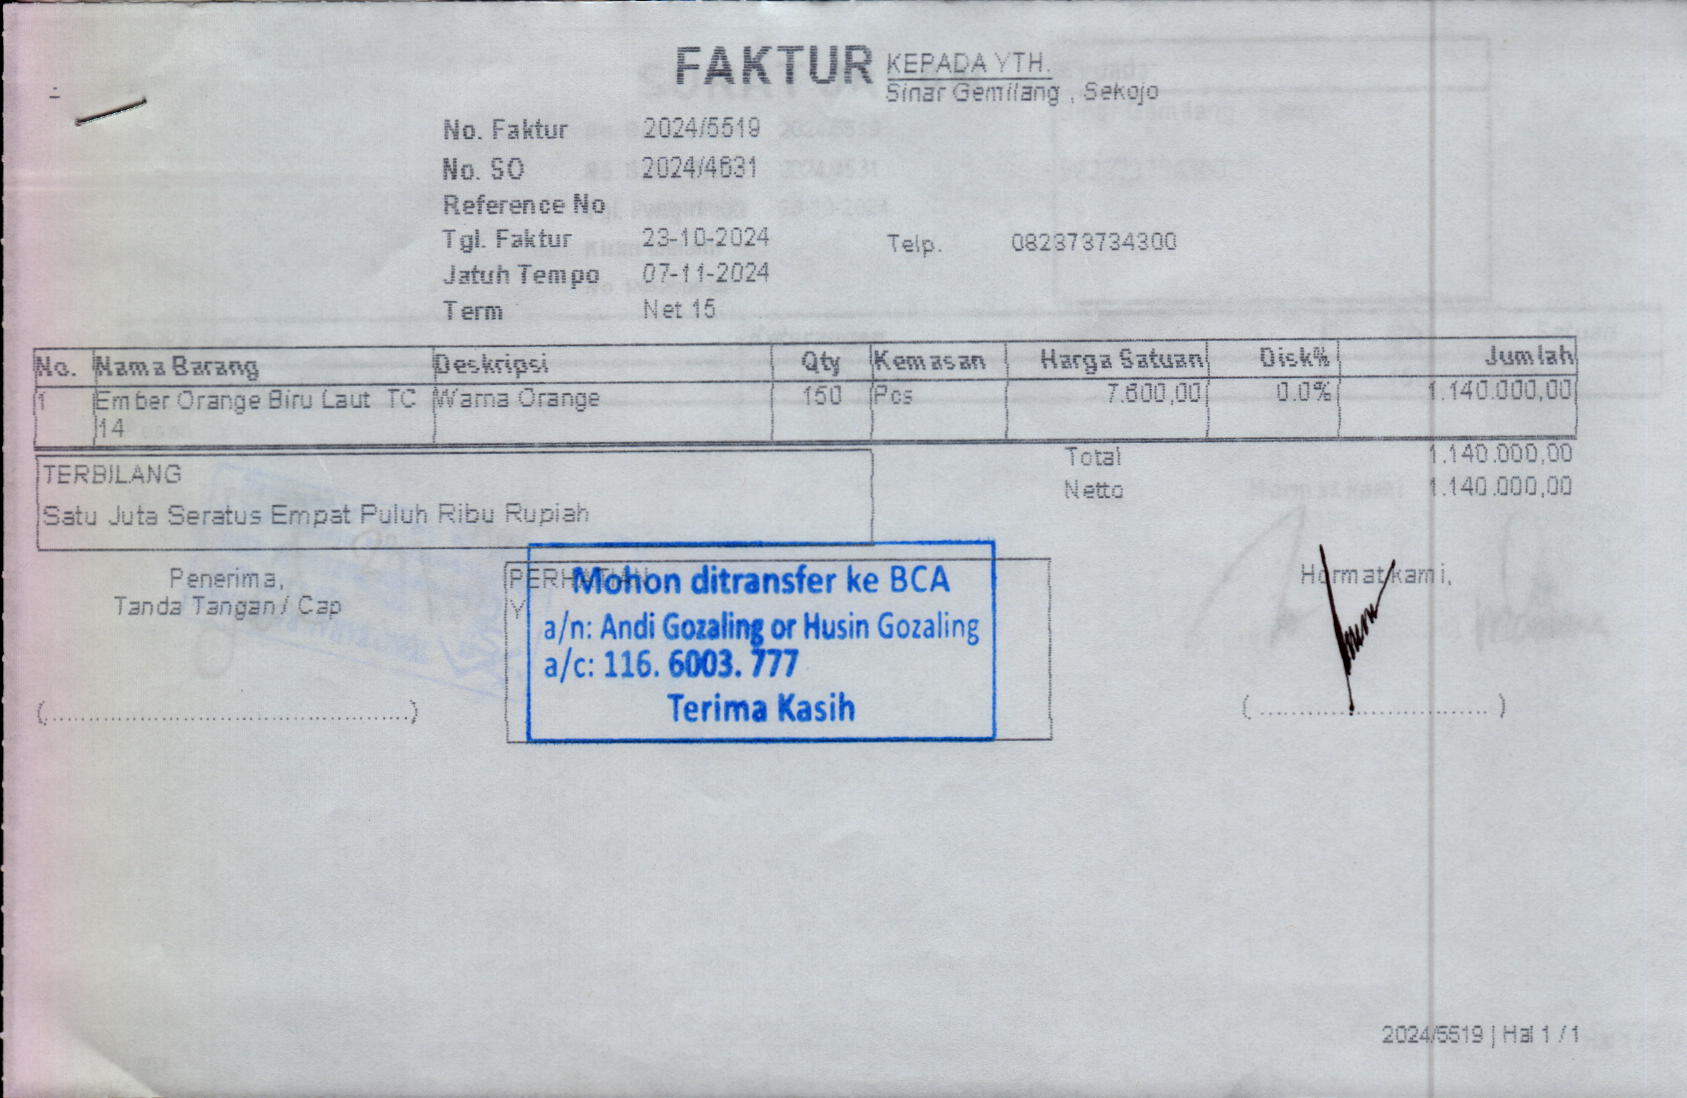 FAKTUR
KEPADA YTH.
Sinar Gemilang , Sekojo
No. Faktur 2024/5519
No. SO 2024/4631
Reference No
Tgl. Faktur 23-10-2024
Telp. 082373734300
Jatuh Tempo 07-11-2024
Term Net 15
No. Nama Barang Deskripsi Qty Kemasan Harga Satuan Disk% Jumlah
1 Ember Orange Biru Laut TC Warna Orange 150 Pcs 7.600,00 0.0% 1.140.000,00
14
Total 1.140.000,00
TERBILANG
Netto 1.140.000,00
Satu Juta Seratus Empat Puluh Ribu Rupiah
Penerima,
Tanda Tangan / Cap
Mohon ditransfer ke BCA
a/n: Andi Gozaling or Husin Gozaling
a/c: 116. 6003. 777
Terima Kasih
Hormat kami,
(.............................................)
(.............................)
2024/5519 | Hal 1 / 1